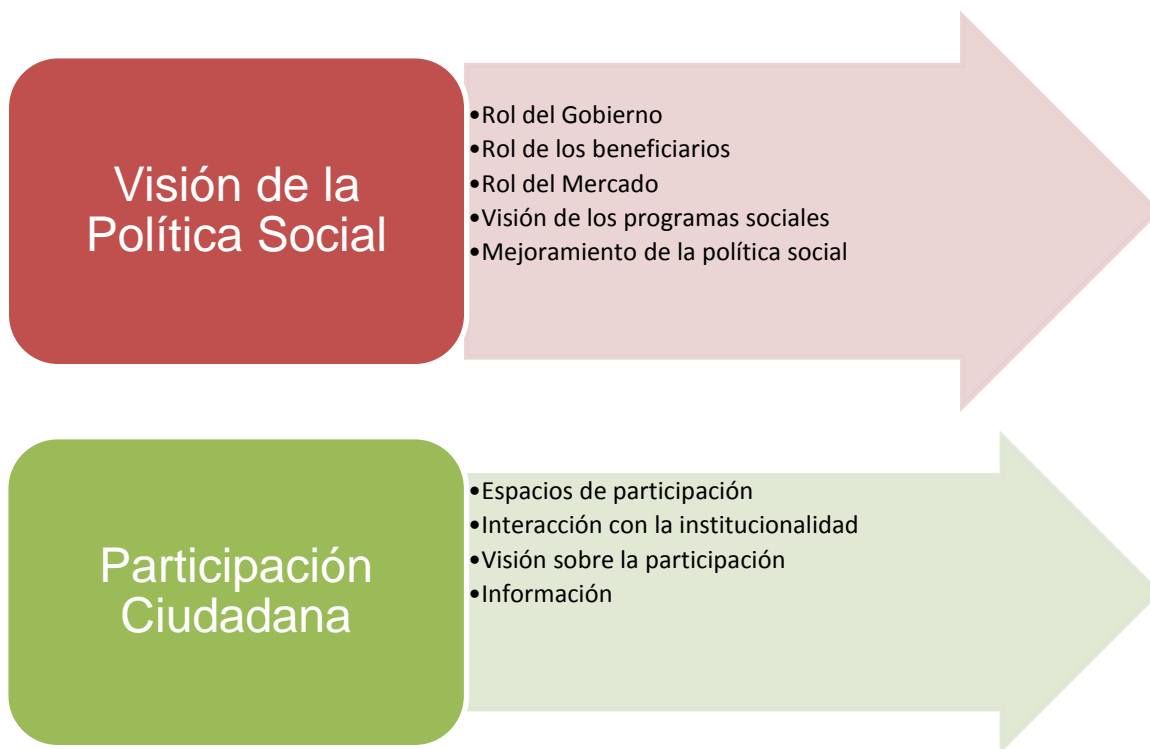 Visión de la
Política Social
•Rol del Gobierno
•Rol de los beneficiarios
•Rol del Mercado
•Visión de los programas sociales
•Mejoramiento de la política social
Participación
Ciudadana
•Espacios de participación
•Interacción con la institucionalidad
•Visión sobre la participación
•Información